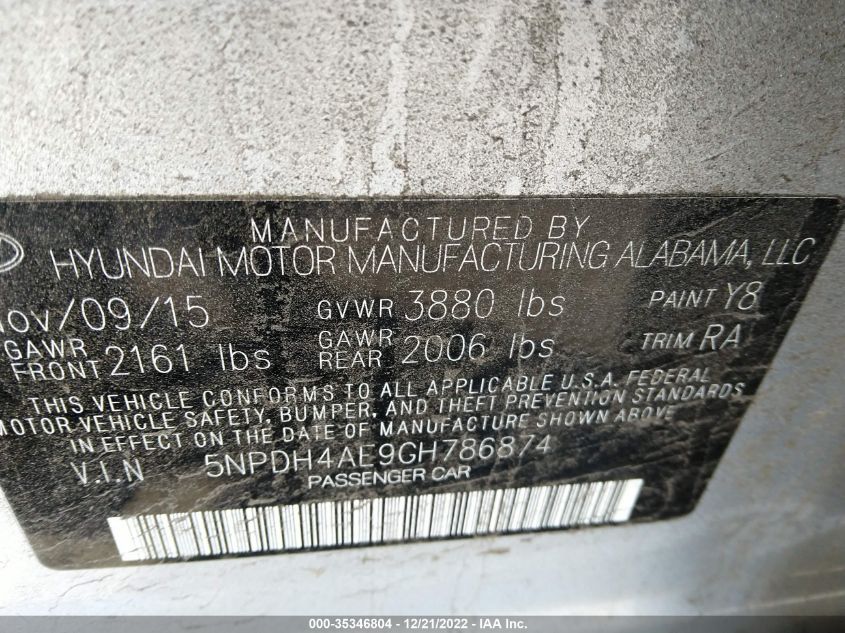 MANUFACTURED BY
HYUNDAI MOTOR MANUFACTURING ALABAMA, LLC
Nov/09/15 GVWR 3880 lbs PAINT Y8
GAWR FRONT 2161 lbs GAWR REAR 2006 lbs TRIM RA
THIS VEHICLE CONFORMS TO ALL APPLICABLE U.S.A. FEDERAL
MOTOR VEHICLE SAFETY, BUMPER, AND THEFT PREVENTION STANDARDS
IN EFFECT ON THE DATE OF MANUFACTURE SHOWN ABOVE
V.I.N 5NPDH4AE9GH786874
PASSENGER CAR
000-35346804 - 12/21/2022 - IAA Inc.